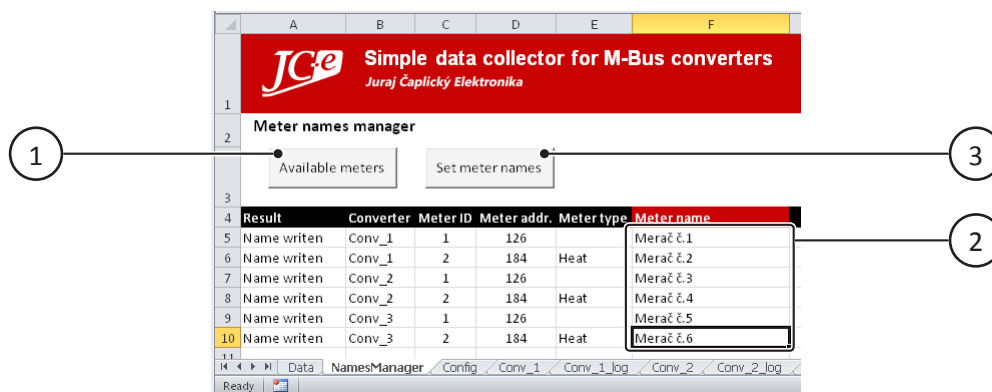 A B C D E F
1
JC-e Simple data collector for M-Bus converters
Juraj Čaplický Elektronika
2 Meter names manager
1
3
Available meters Set meter names
3
4 Result Converter Meter ID Meter addr. Meter type Meter name
5 Name writen Conv_1 1 126 Merač č.1
2
6 Name writen Conv_1 2 184 Heat Merač č.2
7 Name writen Conv_2 1 126 Merač č.3
8 Name writen Conv_2 2 184 Heat Merač č.4
9 Name writen Conv_3 1 126 Merač č.5
10 Name writen Conv_3 2 184 Heat Merač č.6
11
Data NamesManager Config Conv_1 Conv_1_log Conv_2 Conv_2_log
Ready